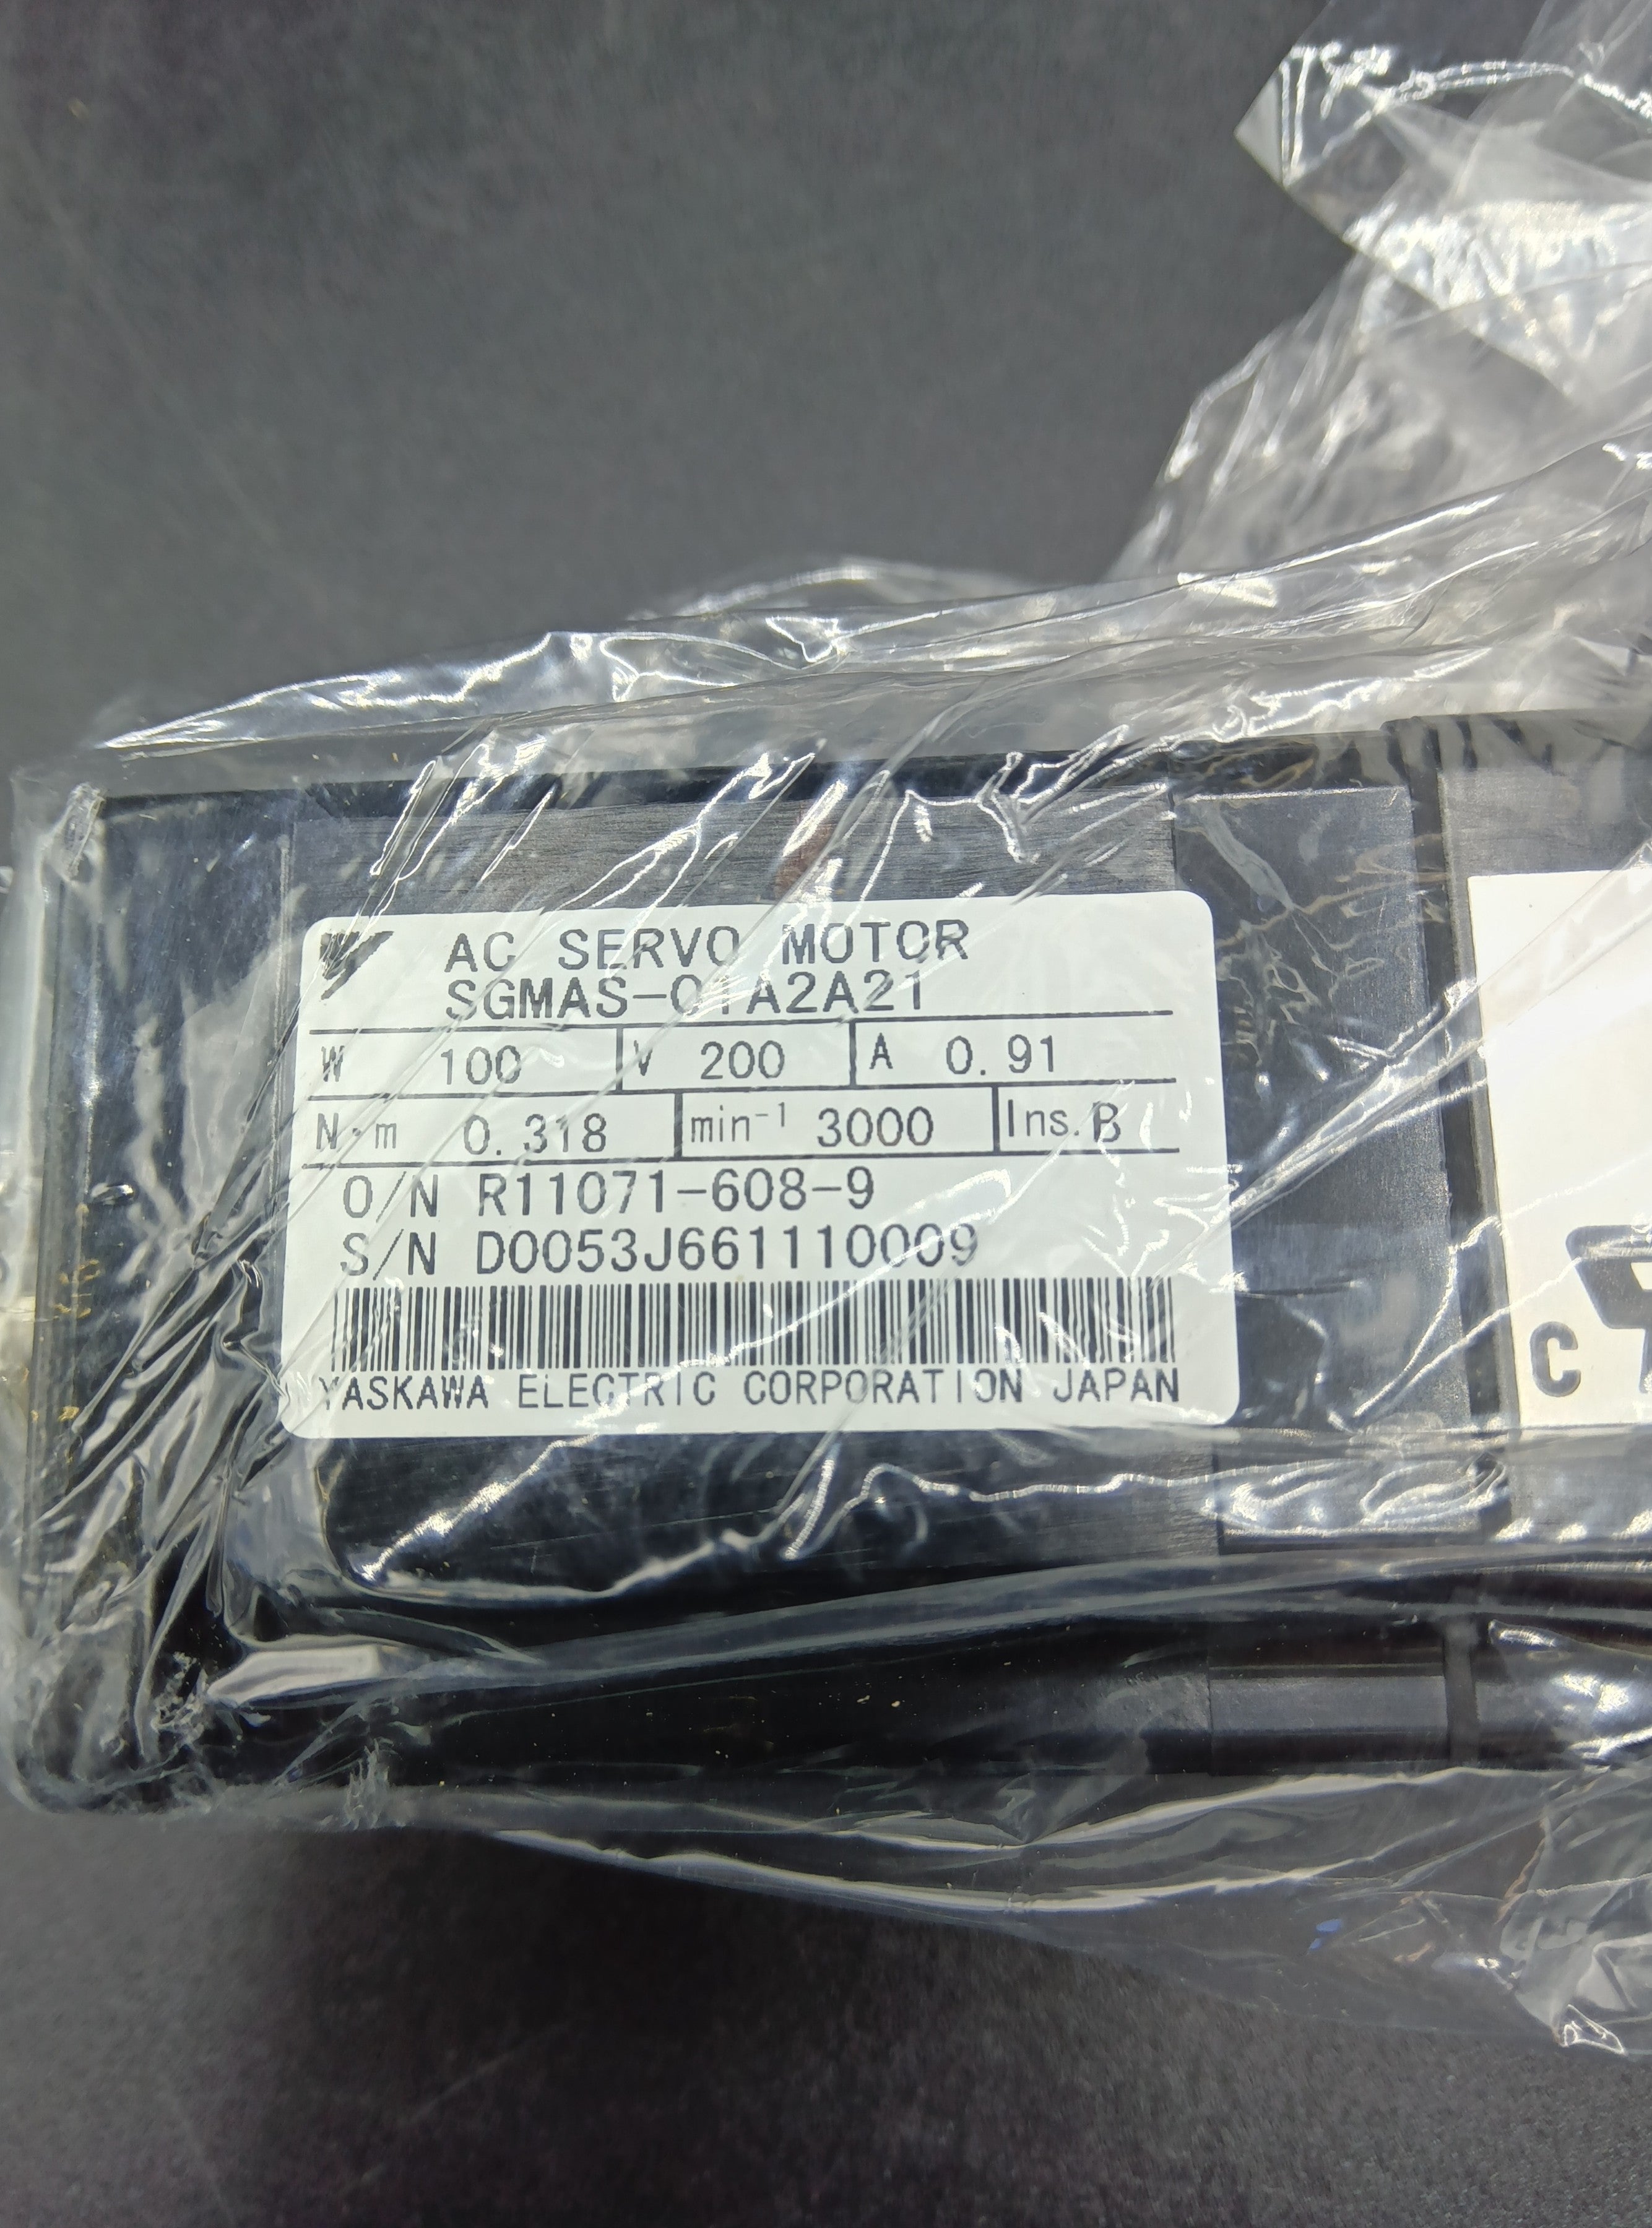 AC SERVO MOTOR
SGMAS-01A2A21
W 100 V 200 A 0.91
N·m 0.318 min⁻¹ 3000 Ins. B
O/N R11071-608-9
S/N D0053J661110009
YASKAWA ELECTRIC CORPORATION JAPAN
C